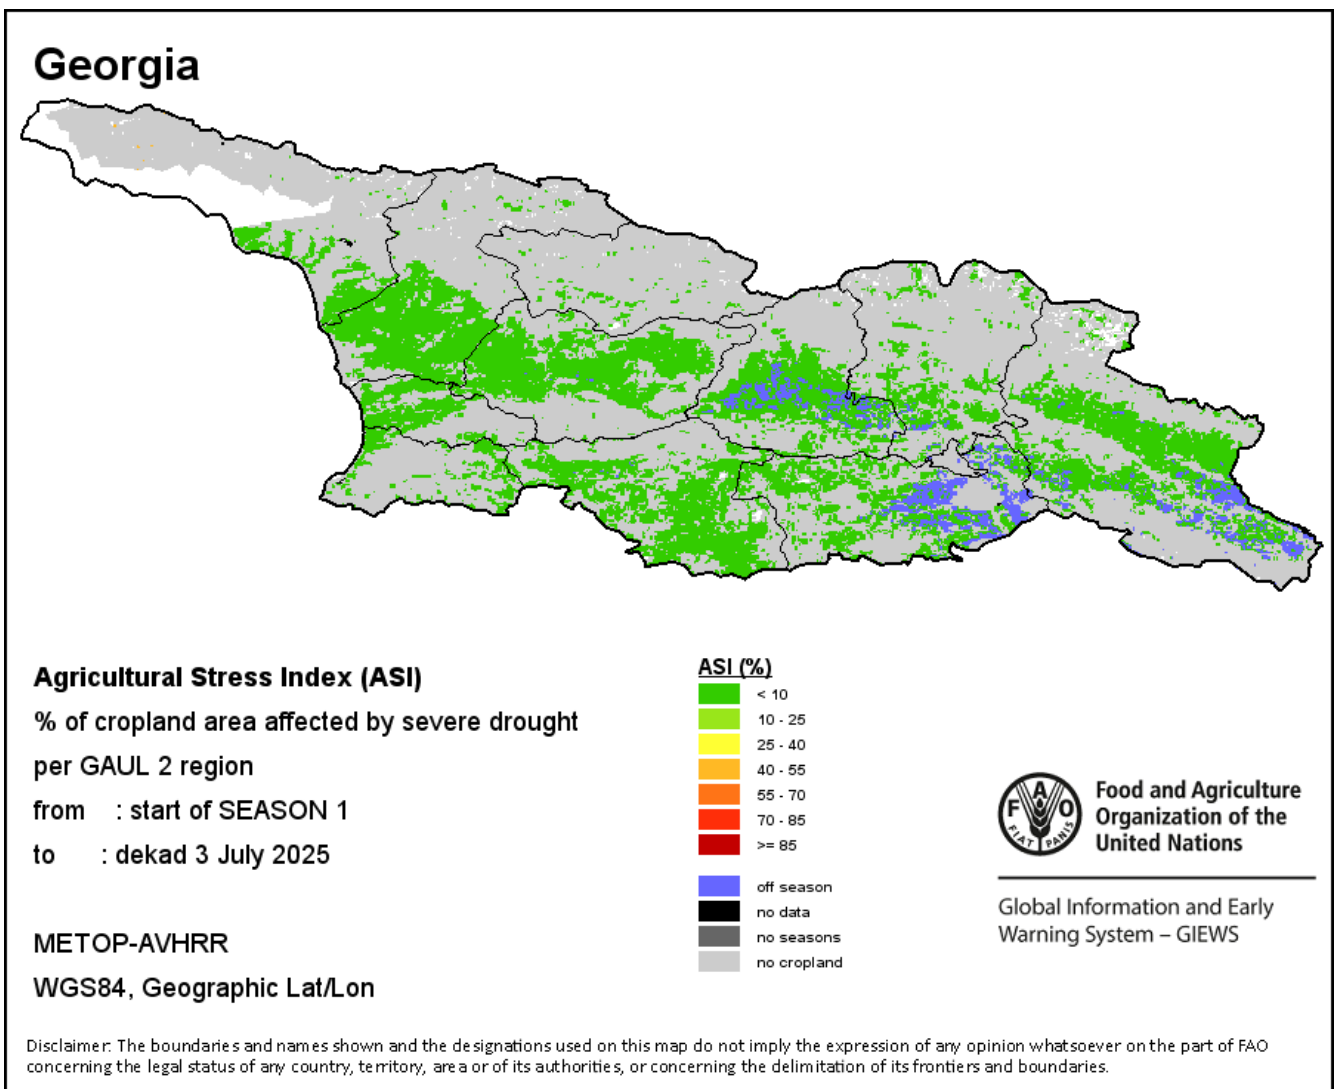 Georgia
Agricultural Stress Index (ASI)
% of cropland area affected by severe drought
per GAUL 2 region
from : start of SEASON 1
to : dekad 3 July 2025
METOP-AVHRR
WGS84, Geographic Lat/Lon
ASI (%)
< 10
10 - 25
25 - 40
40 - 55
55 - 70
70 - 85
>= 85
off season
no data
no seasons
no cropland
F A O
FIAT PANIS
Food and Agriculture
Organization of the
United Nations
Global Information and Early
Warning System – GIEWS
Disclaimer: The boundaries and names shown and the designations used on this map do not imply the expression of any opinion whatsoever on the part of FAO
concerning the legal status of any country, territory, area or of its authorities, or concerning the delimitation of its frontiers and boundaries.